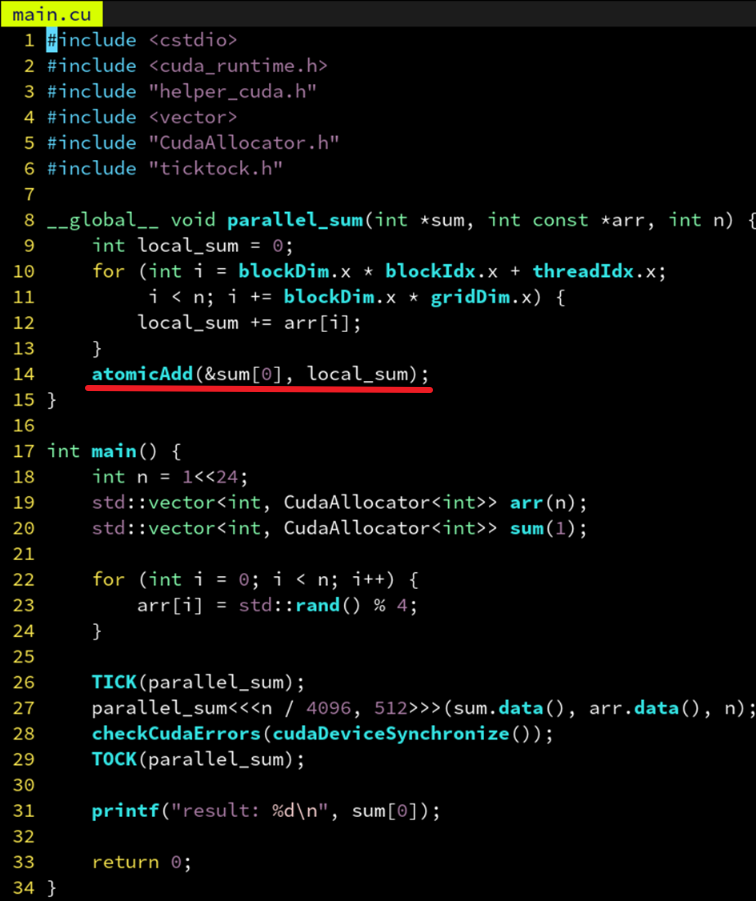 main.cu
1 #include <cstdio>
2 #include <cuda_runtime.h>
3 #include "helper_cuda.h"
4 #include <vector>
5 #include "CudaAllocator.h"
6 #include "ticktock.h"
7
8 __global__ void parallel_sum(int *sum, int const *arr, int n) {
9     int local_sum = 0;
10     for (int i = blockDim.x * blockIdx.x + threadIdx.x;
11          i < n; i += blockDim.x * gridDim.x) {
12         local_sum += arr[i];
13     }
14     atomicAdd(&sum[0], local_sum);
15 }
16
17 int main() {
18     int n = 1<<24;
19     std::vector<int, CudaAllocator<int>> arr(n);
20     std::vector<int, CudaAllocator<int>> sum(1);
21
22     for (int i = 0; i < n; i++) {
23         arr[i] = std::rand() % 4;
24     }
25
26     TICK(parallel_sum);
27     parallel_sum<<<n / 4096, 512>>>(sum.data(), arr.data(), n);
28     checkCudaErrors(cudaDeviceSynchronize());
29     TOCK(parallel_sum);
30
31     printf("result: %d\n", sum[0]);
32
33     return 0;
34 }